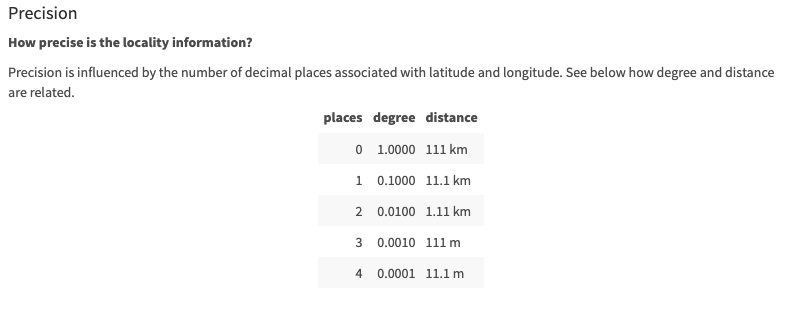 Precision
How precise is the locality information?
Precision is influenced by the number of decimal places associated with latitude and longitude. See below how degree and distance
are related.
places degree distance
0 1.0000 111 km
1 0.1000 11.1 km
2 0.0100 1.11 km
3 0.0010 111 m
4 0.0001 11.1 m